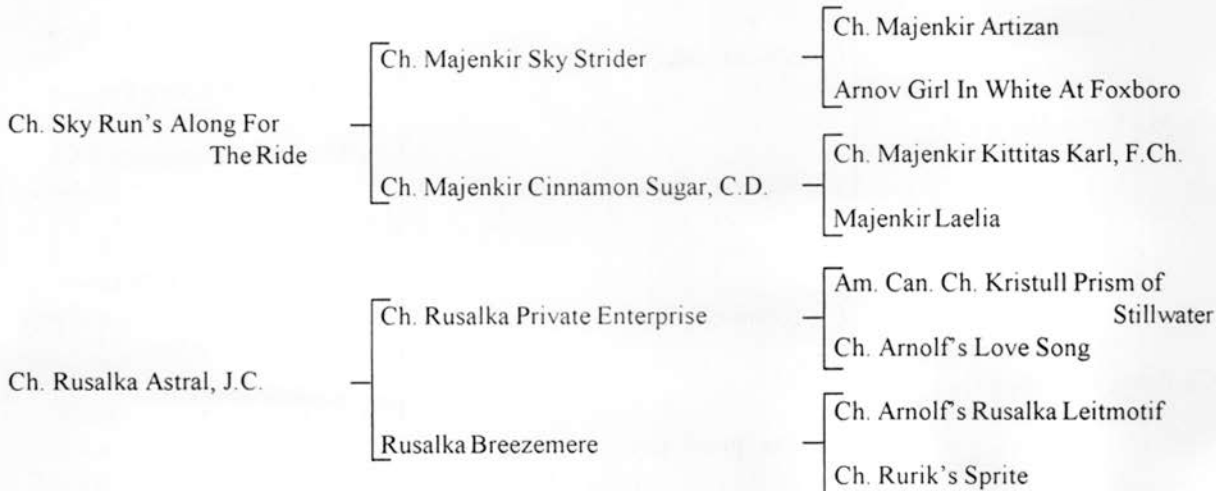 Ch. Majenkir Artizan
Ch. Majenkir Sky Strider
Arnov Girl In White At Foxboro
Ch. Sky Run's Along For
The Ride
Ch. Majenkir Kittitas Karl, F.Ch.
Ch. Majenkir Cinnamon Sugar, C.D.
Majenkir Laelia
Am. Can. Ch. Kristull Prism of
Stillwater
Ch. Rusalka Private Enterprise
Ch. Arnolf's Love Song
Ch. Rusalka Astral, J.C.
Ch. Arnolf's Rusalka Leitmotif
Rusalka Breezemere
Ch. Rurik's Sprite